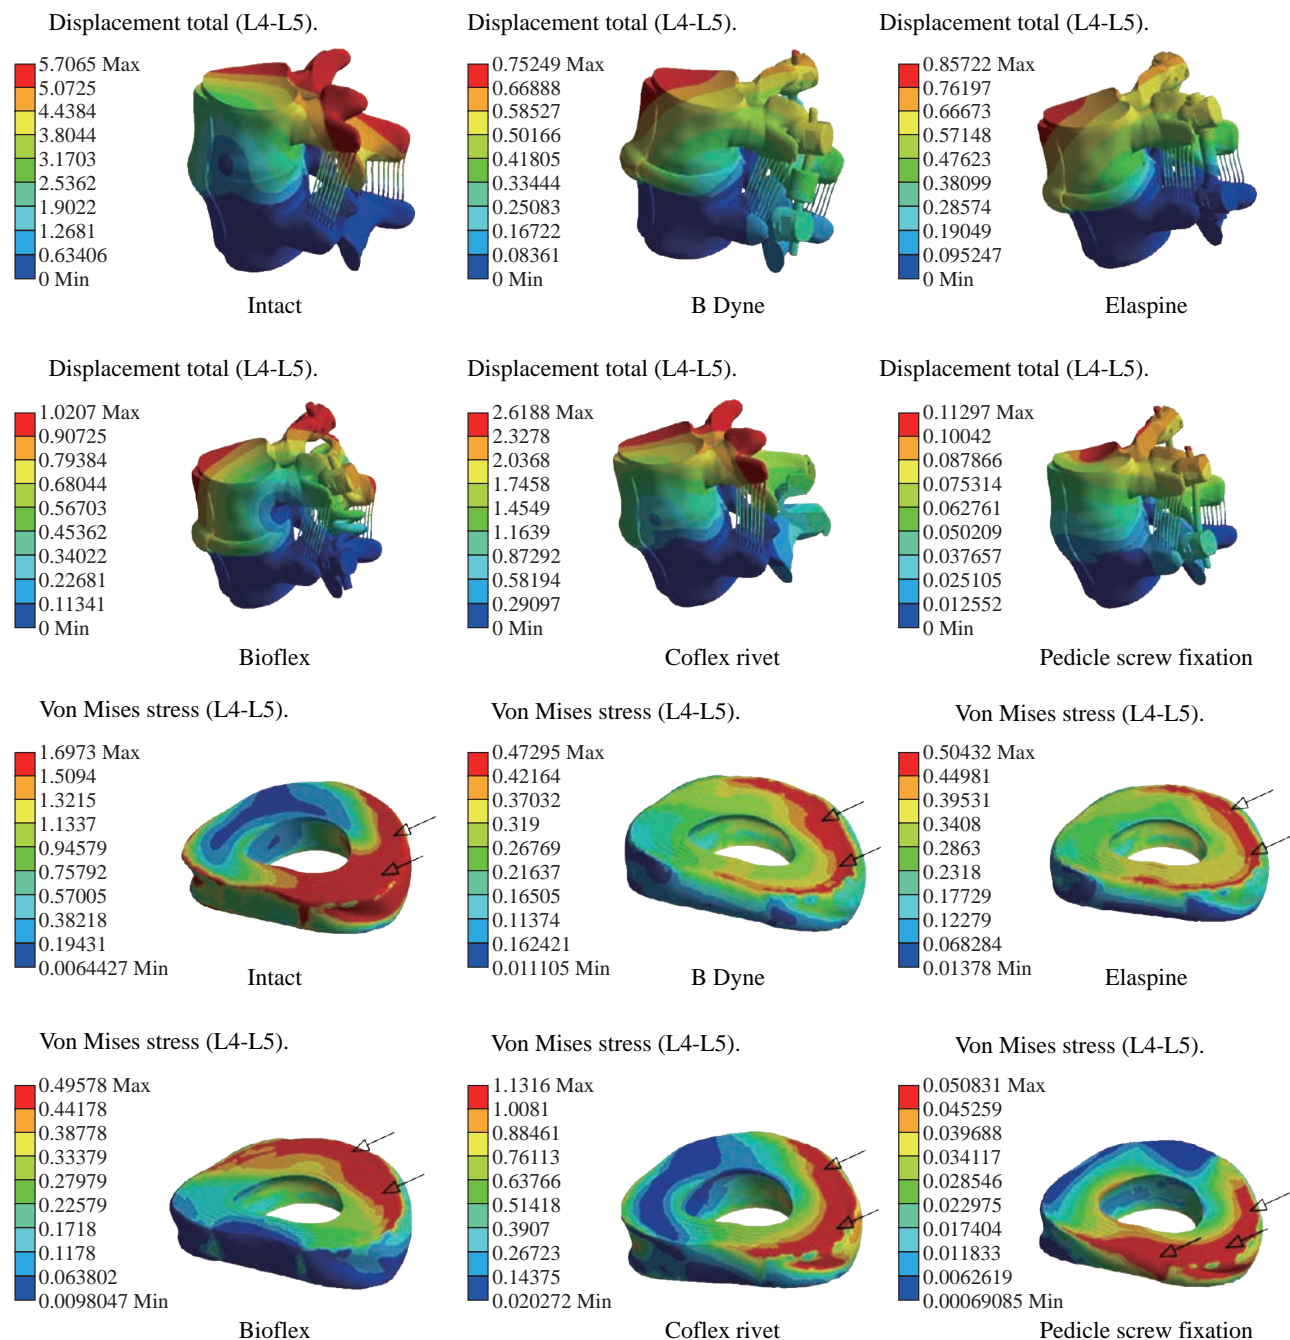 Displacement total (L4-L5).
5.7065 Max
5.0725
4.4384
3.8044
3.1703
2.5362
1.9022
1.2681
0.63406
0 Min
Intact
Displacement total (L4-L5).
0.75249 Max
0.66888
0.58527
0.50166
0.41805
0.33444
0.25083
0.16722
0.08361
0 Min
B Dyne
Displacement total (L4-L5).
0.85722 Max
0.76197
0.66673
0.57148
0.47623
0.38099
0.28574
0.19049
0.095247
0 Min
Elaspine
Displacement total (L4-L5).
1.0207 Max
0.90725
0.79384
0.68044
0.56703
0.45362
0.34022
0.22681
0.11341
0 Min
Bioflex
Displacement total (L4-L5).
2.6188 Max
2.3278
2.0368
1.7458
1.4549
1.1639
0.87292
0.58194
0.29097
0 Min
Coflex rivet
Displacement total (L4-L5).
0.11297 Max
0.10042
0.087866
0.075314
0.062761
0.050209
0.037657
0.025105
0.012552
0 Min
Pedicle screw fixation
Von Mises stress (L4-L5).
1.6973 Max
1.5094
1.3215
1.1337
0.94579
0.75792
0.57005
0.38218
0.19431
0.0064427 Min
Intact
Von Mises stress (L4-L5).
0.47295 Max
0.42164
0.37032
0.319
0.26769
0.21637
0.16505
0.11374
0.162421
0.011105 Min
B Dyne
Von Mises stress (L4-L5).
0.50432 Max
0.44981
0.39531
0.3408
0.2863
0.2318
0.17729
0.12279
0.068284
0.01378 Min
Elaspine
Von Mises stress (L4-L5).
0.49578 Max
0.44178
0.38778
0.33379
0.27979
0.22579
0.1718
0.1178
0.063802
0.0098047 Min
Bioflex
Von Mises stress (L4-L5).
1.1316 Max
1.0081
0.88461
0.76113
0.63766
0.51418
0.3907
0.26723
0.14375
0.020272 Min
Coflex rivet
Von Mises stress (L4-L5).
0.050831 Max
0.045259
0.039688
0.034117
0.028546
0.022975
0.017404
0.011833
0.0062619
0.00069085 Min
Pedicle screw fixation